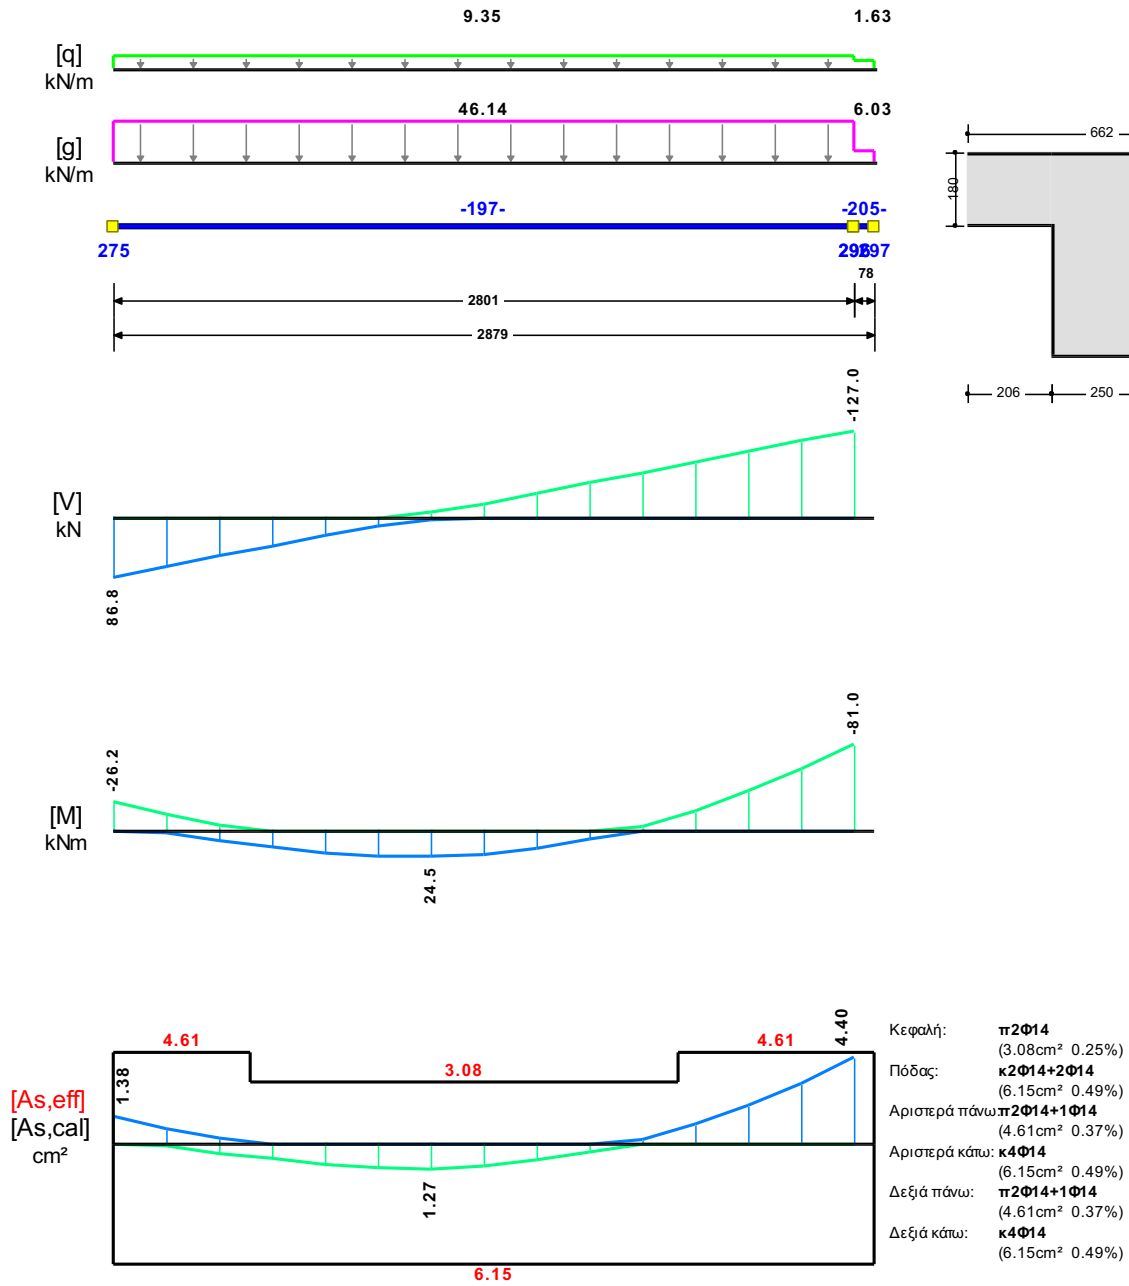 9.35 1.63
[q]
kN/m
46.14 6.03
[g]
kN/m
662
180
-197- -205-
275 296 297
78
2801
2879
206 250
-127.0
[V]
kN
86.8
-81.0
-26.2
[M]
kNm
24.5
4.61 3.08 4.61
4.40
1.38
[As,eff]
[As,cal]
cm²
1.27
6.15
Κεφαλή: π2Φ14
(3.08cm² 0.25%)
Πόδας: κ2Φ14+2Φ14
(6.15cm² 0.49%)
Αριστερά πάνω: π2Φ14+1Φ14
(4.61cm² 0.37%)
Αριστερά κάτω: κ4Φ14
(6.15cm² 0.49%)
Δεξιά πάνω: π2Φ14+1Φ14
(4.61cm² 0.37%)
Δεξιά κάτω: κ4Φ14
(6.15cm² 0.49%)